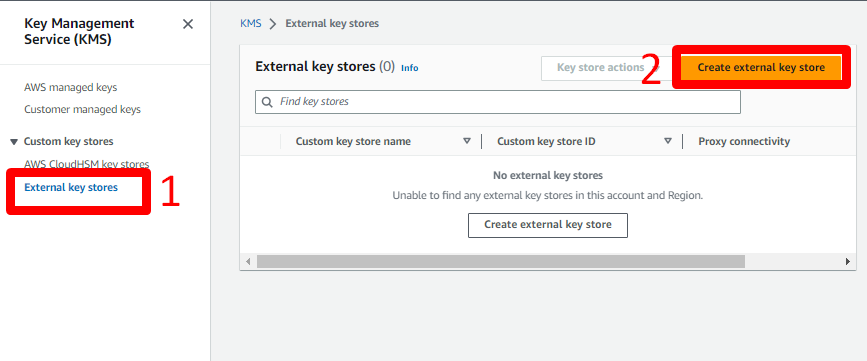 Key Management
Service (KMS)
AWS managed keys
Customer managed keys
Custom key stores
AWS CloudHSM key stores
External key stores
1
KMS > External key stores
External key stores (0) Info
Key store actions
2
Create external key store
Find key stores
Custom key store name
Custom key store ID
Proxy connectivity
No external key stores
Unable to find any external key stores in this account and Region.
Create external key store